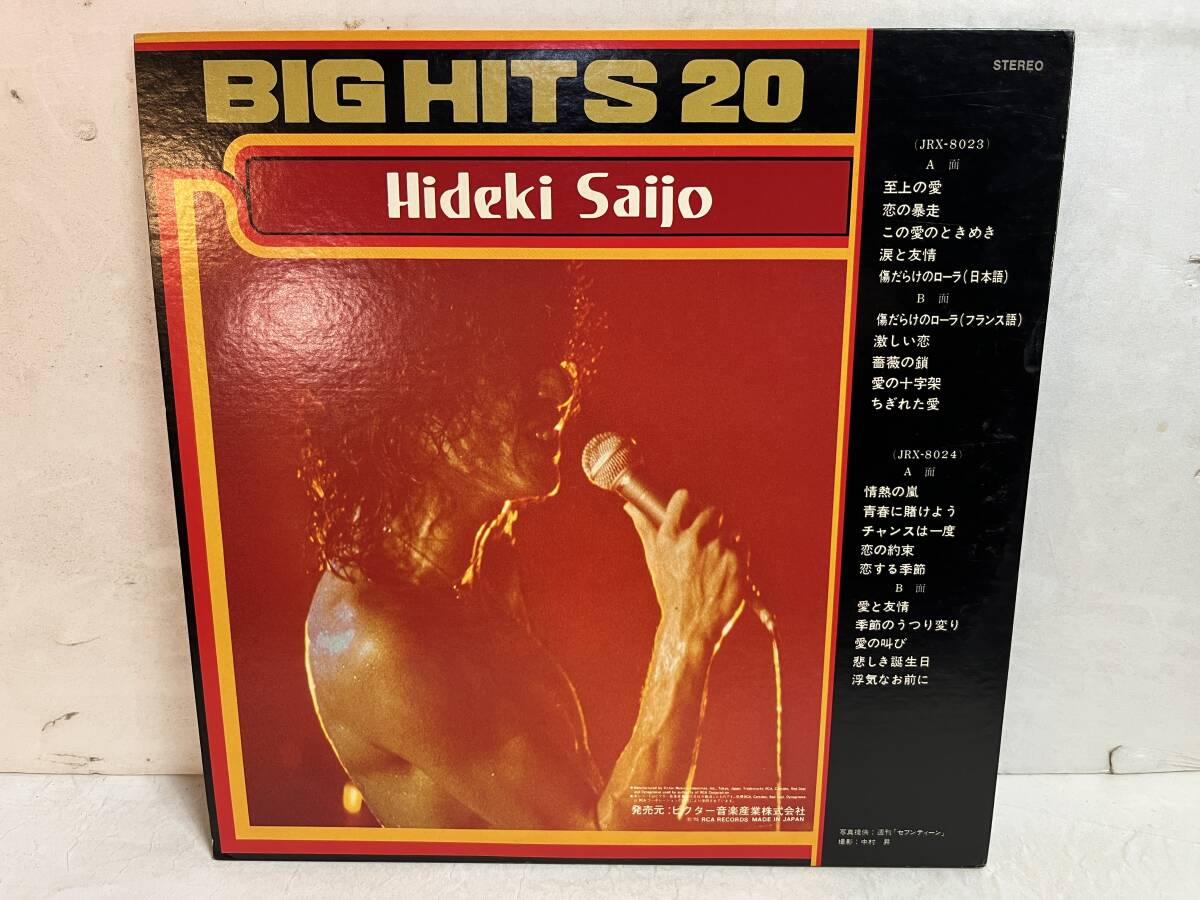 BIG HITS 20
Hideki Saijo
STEREO
(JRX-8023)
A 面
至上の愛
恋の暴走
この愛のときめき
涙と友情
傷だらけのローラ(日本語)
B 面
傷だらけのローラ(フランス語)
激しい恋
薔薇の鎖
愛の十字架
ちぎれた愛
(JRX-8024)
A 面
情熱の嵐
青春に賭けよう
チャンスは一度
恋の約束
恋する季節
B 面
愛と友情
季節のうつり変り
愛の叫び
悲しき誕生日
浮気なお前に
発売元:ビクター音楽産業株式会社
RCA RECORDS MADE IN JAPAN
写真提供:週刊「セブンティーン」
撮影:中村 昇